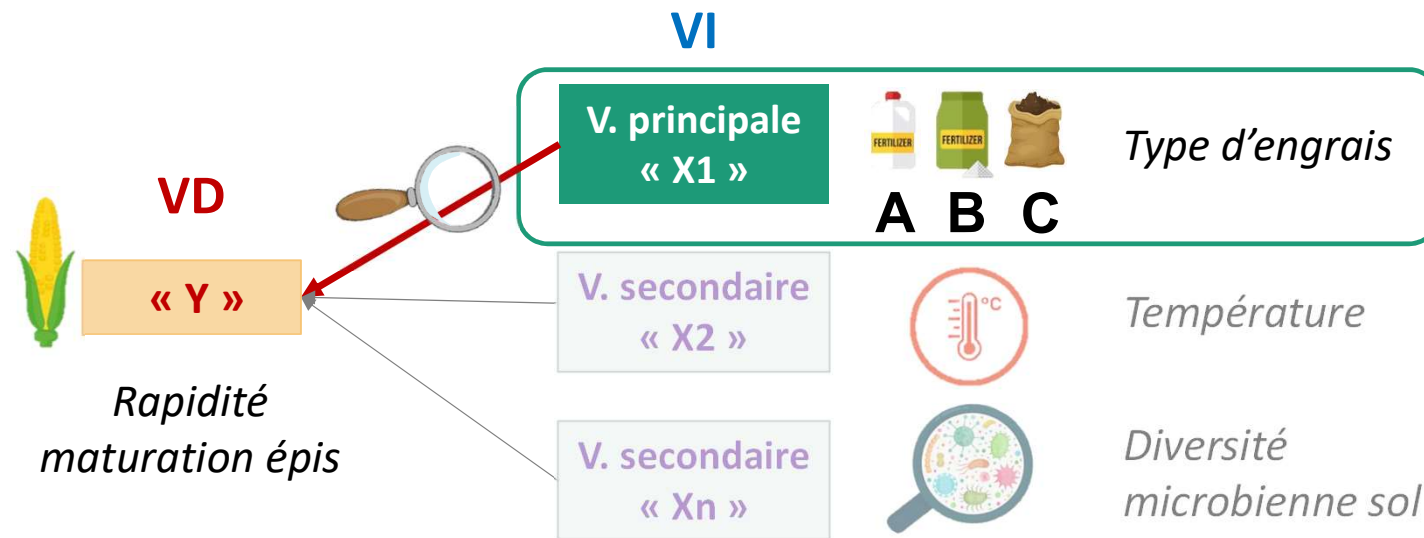 VI
V. principale
« X1 »
FERTILIZER
FERTILIZER
A B C
Type d'engrais
VD
« Y »
Rapidité
maturation épis
V. secondaire
« X2 »
°C
Température
V. secondaire
« Xn »
Diversité
microbienne sol